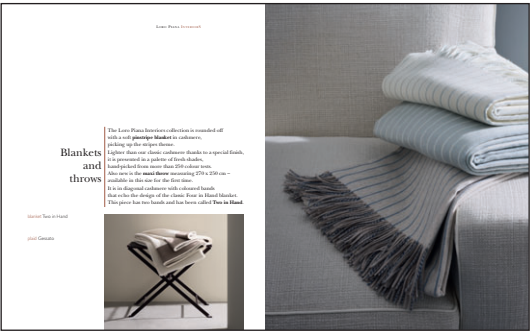 Loro Piana Interiors
Blankets
and
throws
The Loro Piana Interiors collection is rounded off
with a soft pinstripe blanket in cashmere,
picking up the stripes theme.
Lighter than our classic cashmere thanks to a special finish,
it is presented in a palette of fresh shades,
hand-picked from more than 250 colour tests.
Also new is the maxi throw measuring 270 x 250 cm –
available in this size for the first time.
It is in diagonal cashmere with coloured bands
that echo the design of the classic Four in Hand blanket.
This piece has two bands and has been called Two in Hand.
blanket Two in Hand